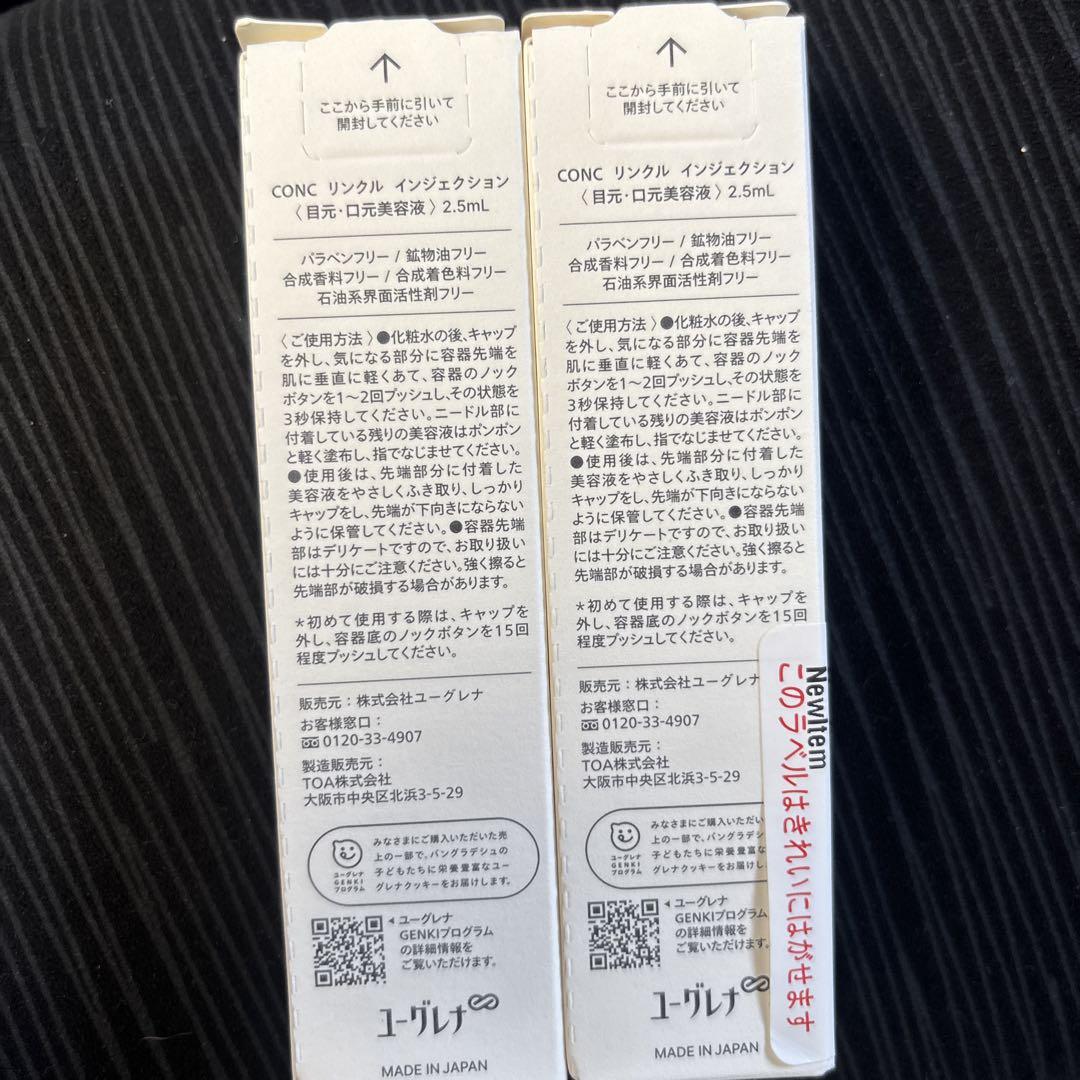 ここから手前に引いて
開封してください
CONC リンクル インジェクション
〈目元・口元美容液〉2.5mL
パラベンフリー / 鉱物油フリー
合成香料フリー / 合成着色料フリー
石油系界面活性剤フリー
〈ご使用方法〉●化粧水の後、キャップ
を外し、気になる部分に容器先端を
肌に垂直に軽くあて、容器のノック
ボタンを1〜2回プッシュし、その状態を
3秒保持してください。ニードル部に
付着している残りの美容液はポンポン
と軽く塗布し、指でなじませてください。
●使用後は、先端部分に付着した
美容液をやさしくふき取り、しっかり
キャップをし、先端が下向きにならない
ように保管してください。●容器先端
部はデリケートですので、お取り扱い
には十分にご注意ください。強く擦ると
先端部が破損する場合があります。
*初めて使用する際は、キャップを
外し、容器底のノックボタンを15回
程度プッシュしてください。
販売元：株式会社ユーグレナ
お客様窓口：
0120-33-4907
製造販売元：
TOA株式会社
大阪市中央区北浜3-5-29
ユーグレナ
GENKI
プログラム
みなさまにご購入いただいた売
上の一部で、バングラデシュの
子どもたちに栄養豊富なユー
グレナクッキーをお届けします。
◀ユーグレナ
GENKIプログラム
の詳細情報を
ご覧いただけます。
ユーグレナ
MADE IN JAPAN
ここから手前に引いて
開封してください
CONC リンクル インジェクション
〈目元・口元美容液〉2.5mL
パラベンフリー / 鉱物油フリー
合成香料フリー / 合成着色料フリー
石油系界面活性剤フリー
〈ご使用方法〉●化粧水の後、キャップ
を外し、気になる部分に容器先端を
肌に垂直に軽くあて、容器のノック
ボタンを1〜2回プッシュし、その状態を
3秒保持してください。ニードル部に
付着している残りの美容液はポンポン
と軽く塗布し、指でなじませてください。
●使用後は、先端部分に付着した
美容液をやさしくふき取り、しっかり
キャップをし、先端が下向きにならない
ように保管してください。●容器先端
部はデリケートですので、お取り扱い
には十分にご注意ください。強く擦ると
先端部が破損する場合があります。
*初めて使用する際は、キャップを
外し、容器底のノックボタンを15回
程度プッシュしてください。
販売元：株式会社ユーグレナ
お客様窓口：
0120-33-4907
製造販売元：
TOA株式会社
大阪市中央区北浜3-5-29
ユーグレナ
GENKI
プログラム
みなさまにご購入いただい
上の一部で、バングラデシ
子どもたちに栄養豊富な
グレナクッキーをお届け
◀ユーグレナ
GENKIプログラム
の詳細情報を
ご覧いただけます。
ユーグレナ
MADE IN JAPAN
NewItem
このラベルはきれいにはがせます